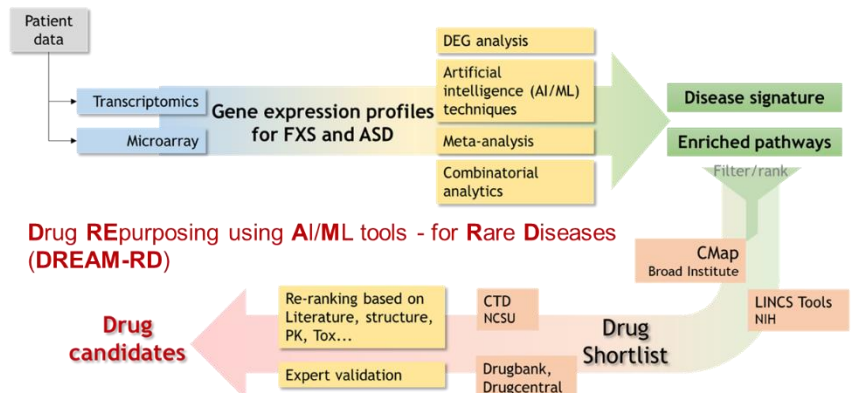 Patient
data
Transcriptomics
Microarray
Gene expression profiles
for FXS and ASD
DEG analysis
Artificial
intelligence (AI/ML)
techniques
Meta-analysis
Combinatorial
analytics
Disease signature
Enriched pathways
Filter/rank
Drug REpurposing using AI/ML tools - for Rare Diseases
(DREAM-RD)
CMap
Broad Institute
LINCS Tools
NiH
Drug
Shortlist
CTD
NCSU
Drugbank,
Drugcentral
Re-ranking based on
Literature, structure,
PK, Tox...
Expert validation
Drug
candidates